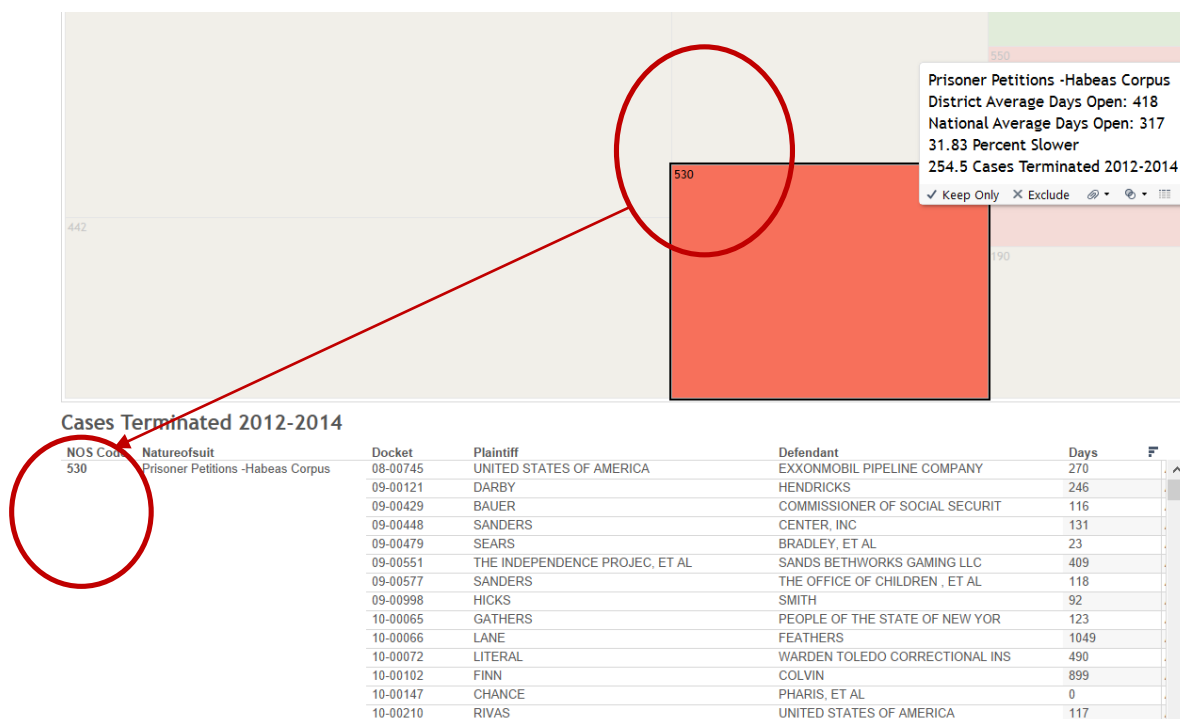 550
Prisoner Petitions -Habeas Corpus
District Average Days Open: 418
National Average Days Open: 317
31.83 Percent Slower
254.5 Cases Terminated 2012-2014
Keep Only Exclude
530
442
190
Cases Terminated 2012-2014
NOS Code Natureofsuit Docket Plaintiff Defendant Days
530 Prisoner Petitions -Habeas Corpus 08-00745 UNITED STATES OF AMERICA EXXONMOBIL PIPELINE COMPANY 270
09-00121 DARBY HENDRICKS 246
09-00429 BAUER COMMISSIONER OF SOCIAL SECURIT 116
09-00448 SANDERS CENTER, INC 131
09-00479 SEARS BRADLEY, ET AL 23
09-00551 THE INDEPENDENCE PROJEC, ET AL SANDS BETHWORKS GAMING LLC 409
09-00577 SANDERS THE OFFICE OF CHILDREN , ET AL 118
09-00998 HICKS SMITH 92
10-00065 GATHERS PEOPLE OF THE STATE OF NEW YOR 123
10-00066 LANE FEATHERS 1049
10-00072 LITERAL WARDEN TOLEDO CORRECTIONAL INS 490
10-00102 FINN COLVIN 899
10-00147 CHANCE PHARIS, ET AL 0
10-00210 RIVAS UNITED STATES OF AMERICA 117